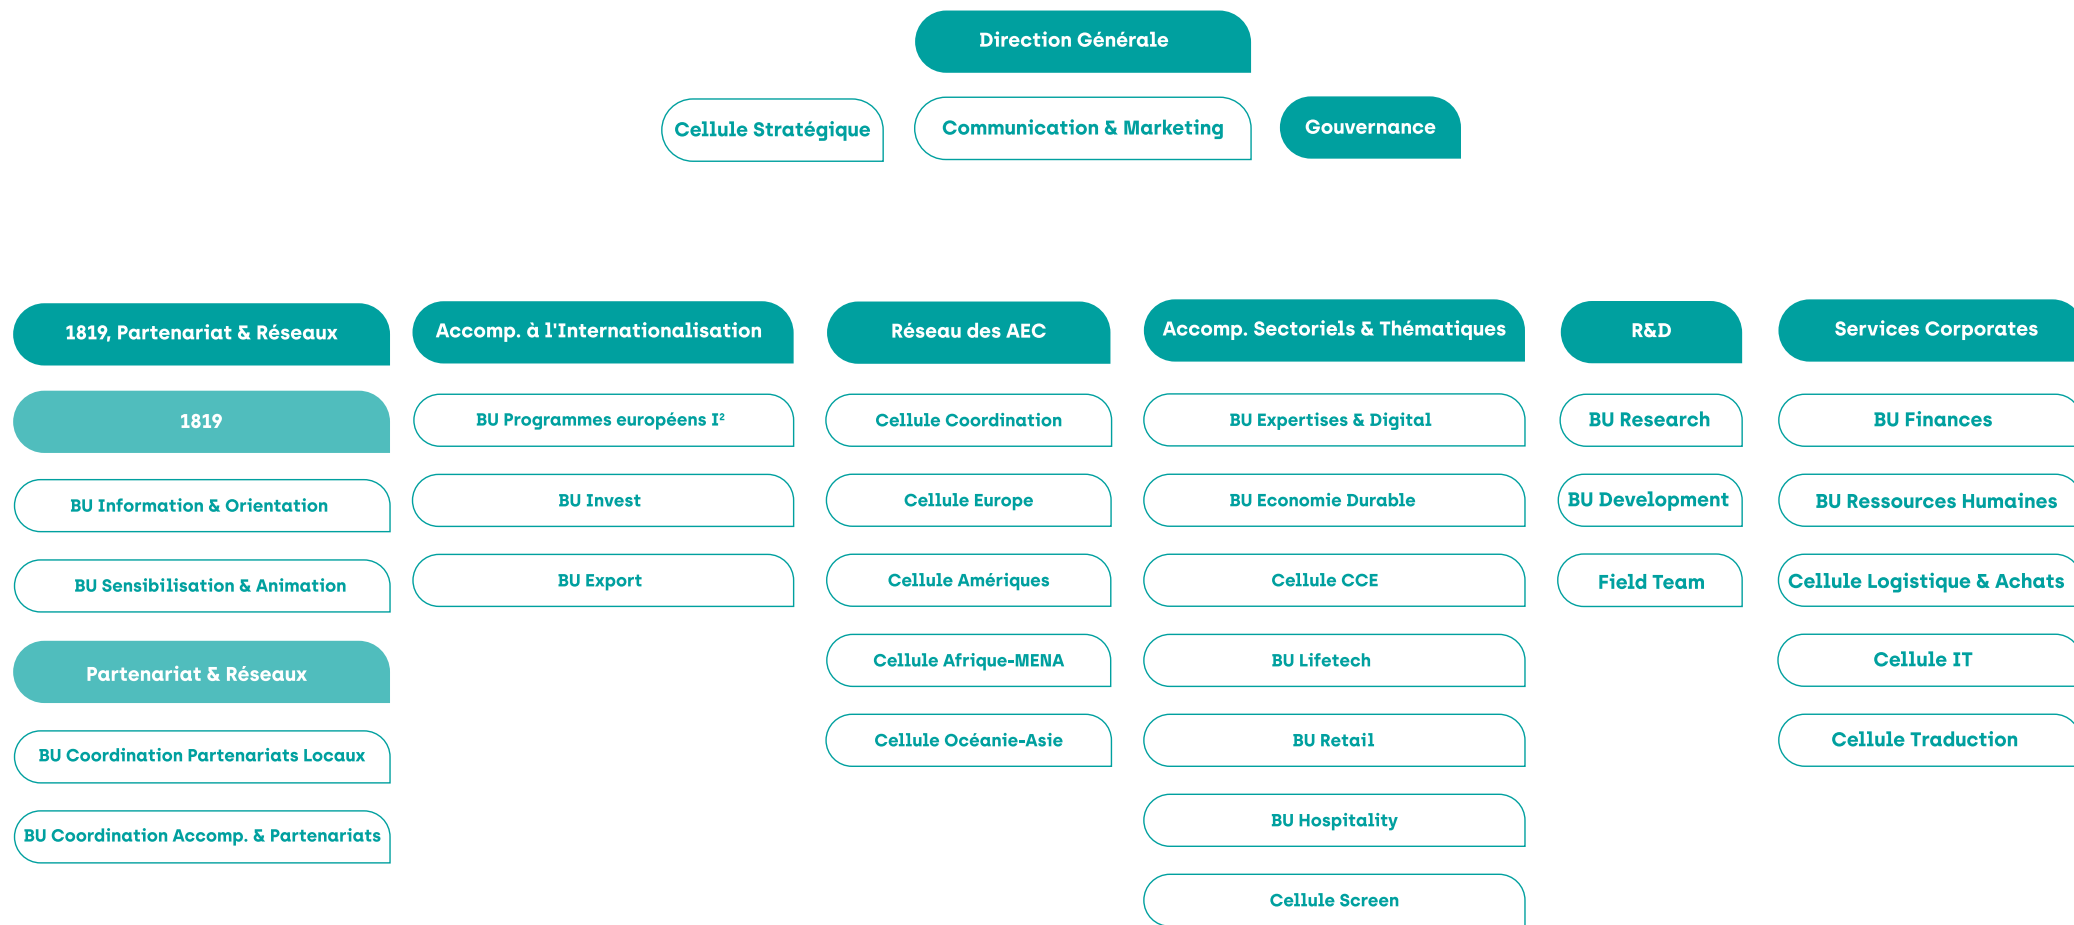 Direction Générale
Cellule Stratégique
Communication & Marketing
Gouvernance
1819, Partenariat & Réseaux
1819
BU Information & Orientation
BU Sensibilisation & Animation
Partenariat & Réseaux
BU Coordination Partenariats Locaux
BU Coordination Accomp. & Partenariats
Accomp. à l'Internationalisation
BU Programmes européens I²
BU Invest
BU Export
Réseau des AEC
Cellule Coordination
Cellule Europe
Cellule Amériques
Cellule Afrique-MENA
Cellule Océanie-Asie
Accomp. Sectoriels & Thématiques
BU Expertises & Digital
BU Economie Durable
Cellule CCE
BU Lifetech
BU Retail
BU Hospitality
Cellule Screen
R&D
BU Research
BU Development
Field Team
Services Corporates
BU Finances
BU Ressources Humaines
Cellule Logistique & Achats
Cellule IT
Cellule Traduction